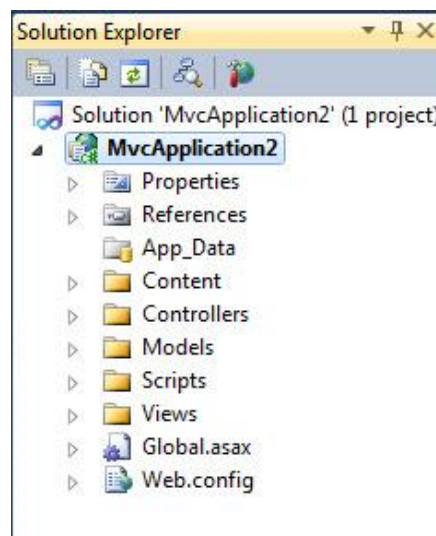 Solution Explorer
Solution 'MvcApplication2' (1 project)
MvcApplication2
Properties
References
App_Data
Content
Controllers
Models
Scripts
Views
Global.asax
Web.config